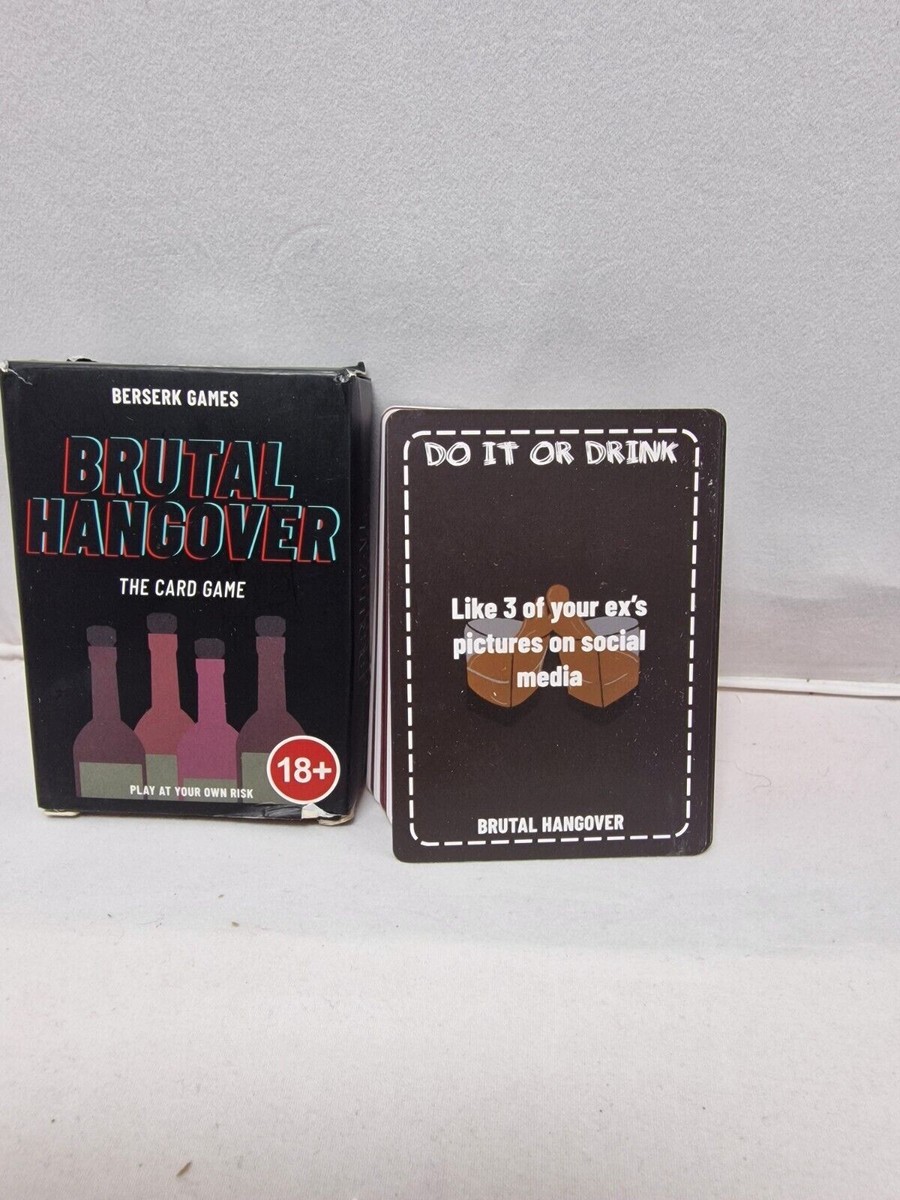 BERSERK GAMES
BRUTAL
HANGOVER
THE CARD GAME
18+
PLAY AT YOUR OWN RISK
DO IT OR DRINK
Like 3 of your ex's
pictures on social
media
BRUTAL HANGOVER